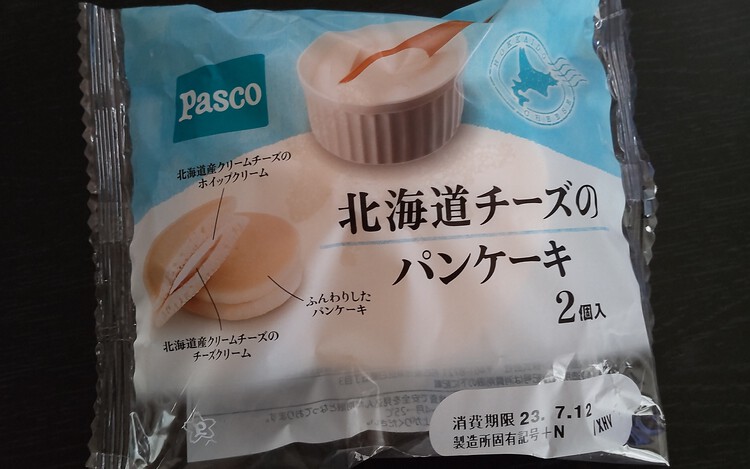 Pasco
北海道産クリームチーズの
ホイップクリーム
北海道チーズの
パンケーキ
2個入
ふんわりした
パンケーキ
北海道産クリームチーズの
チーズクリーム
消費期限 23. 7.12
製造所固有記号+N /XHV